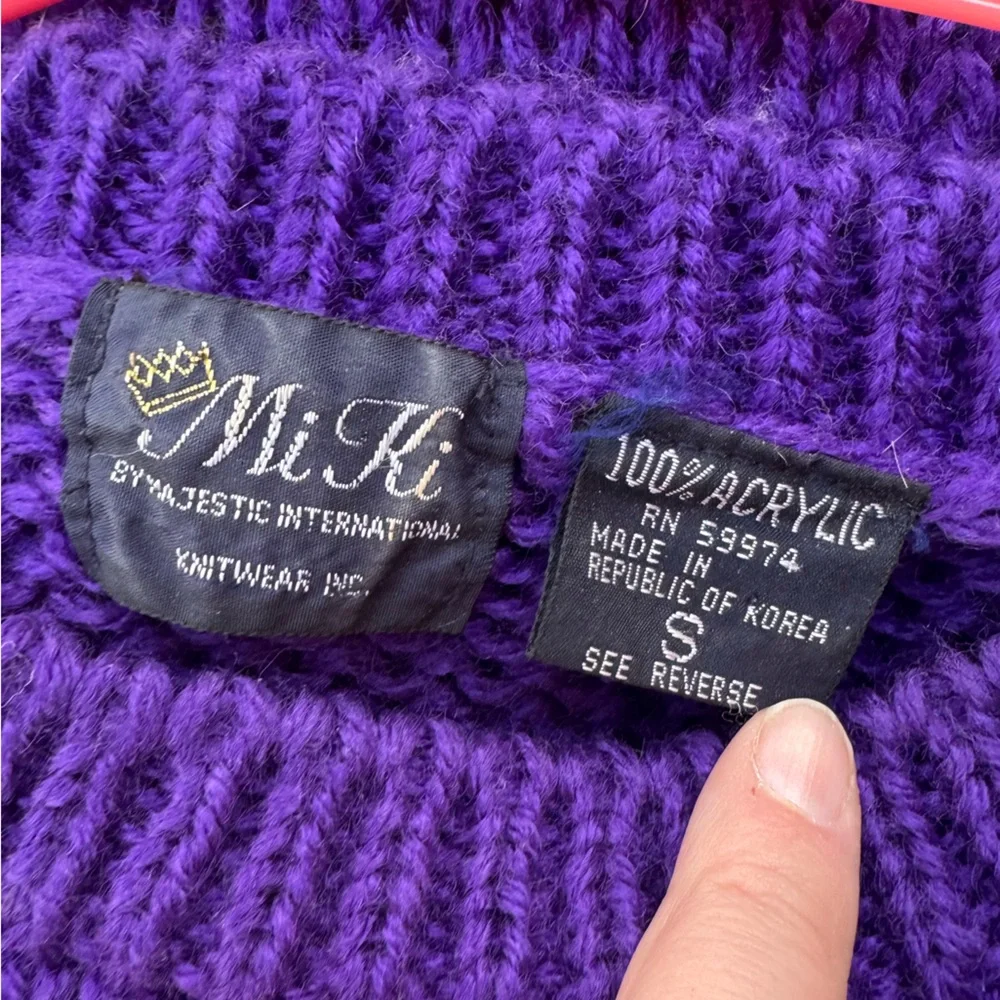 MiKi
BY MAJESTIC INTERNATIONAL
KNITWEAR INC.
100% ACRYLIC
RN 59974
MADE IN
REPUBLIC OF KOREA
S
SEE REVERSE